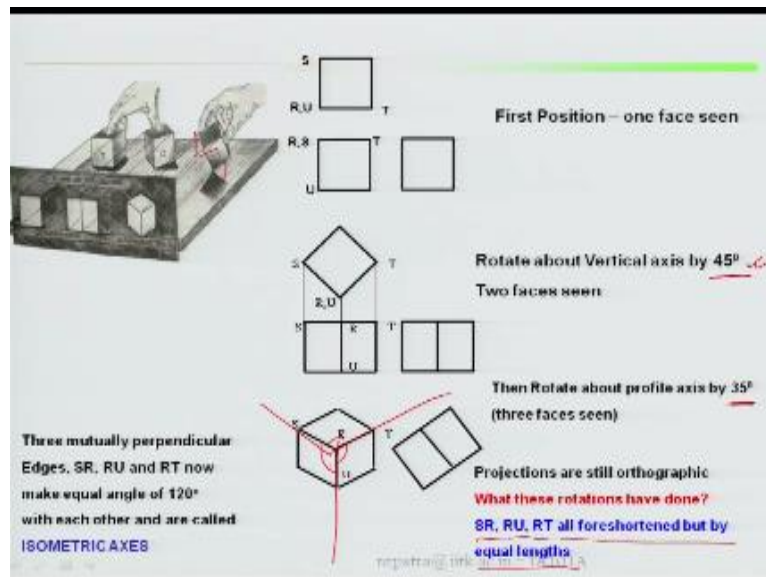 S
R,U T
First Position – one face seen
R,S T
U
S T
Rotate about Vertical axis by 45º
R,U
Two faces seen
S R T
U
Then Rotate about profile axis by 35º
(three faces seen)
S R T
U
Three mutually perpendicular
Edges, SR, RU and RT now
make equal angle of 120º
with each other and are called
ISOMETRIC AXES
Projections are still orthographic
What these rotations have done?
SR, RU, RT all foreshortened but by
equal lengths